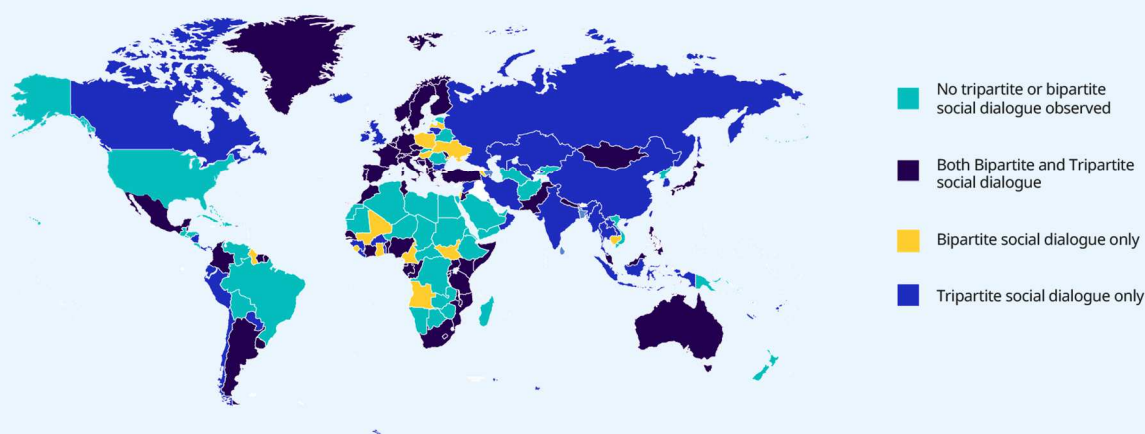 No tripartite or bipartite
social dialogue observed
Both Bipartite and Tripartite
social dialogue
Bipartite social dialogue only
Tripartite social dialogue only